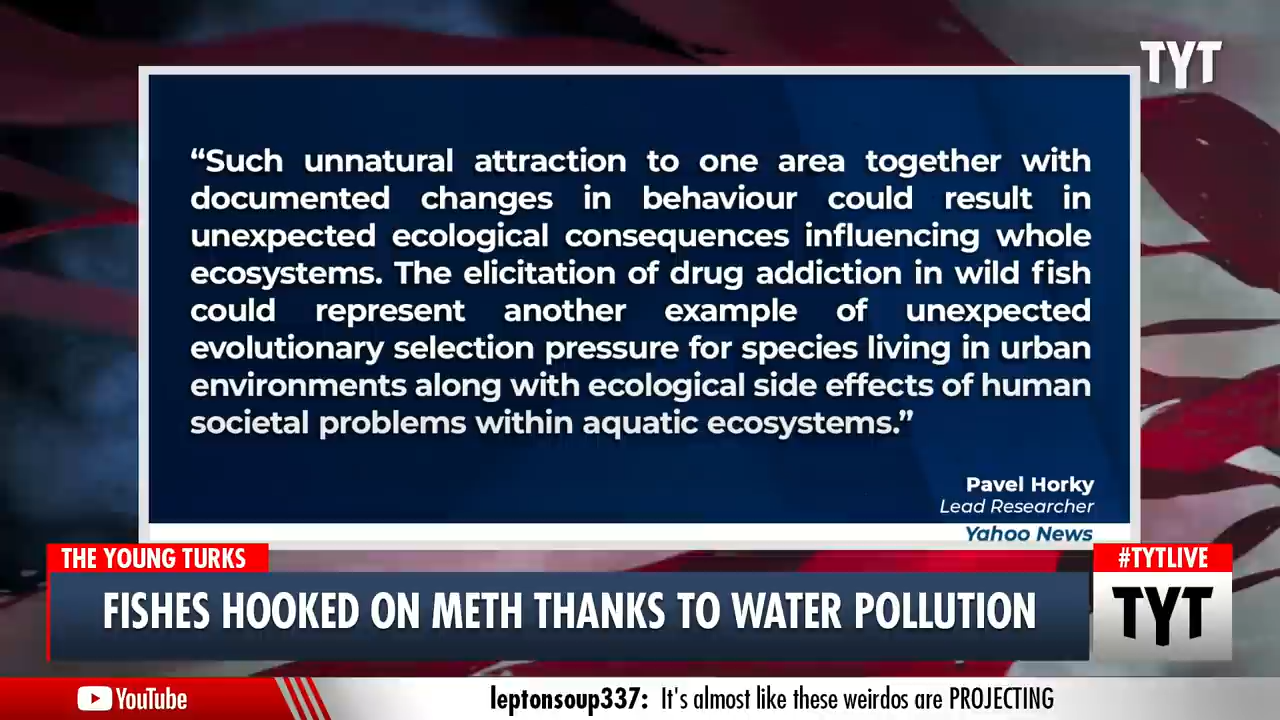 TYT
“Such unnatural attraction to one area together with
documented changes in behaviour could result in
unexpected ecological consequences influencing whole
ecosystems. The elicitation of drug addiction in wild fish
could represent another example of unexpected
evolutionary selection pressure for species living in urban
environments along with ecological side effects of human
societal problems within aquatic ecosystems.”
Pavel Horky
Lead Researcher
Yahoo News
THE YOUNG TURKS
#TYTLIVE
FISHES HOOKED ON METH THANKS TO WATER POLLUTION
TYT
YouTube
leptonsoup337: It's almost like these weirdos are PROJECTING